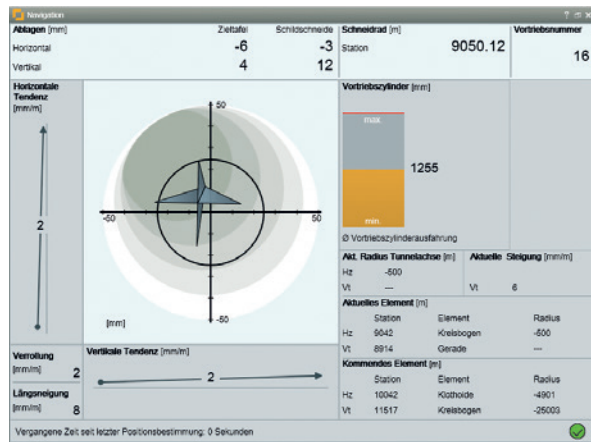 Navigation
Ablagen [mm] Zieltafel Schildschneide
Horizontal -6 -3
Vertikal 4 12
Schneidrad [m]
Station 9050.12
Vortriebsnummer
16
Horizontale
Tendenz
[mm/m]
2
50
-50 50
-50
[mm]
Vortriebszylinder [mm]
max.
1255
min.
Ø Vortriebszylinderausfahrung
Akt. Radius Tunnelachse [m] Aktuelle Steigung [mm/m]
Hz -500
Vt --- Vt 6
Aktuelles Element [m]
Station Element Radius
Hz 9042 Kreisbogen -500
Vt 8914 Gerade ---
Kommendes Element [m]
Station Element Radius
Hz 10042 Klothoide -4901
Vt 11517 Kreisbogen -25003
Verrollung
[mm/m] 2
Längsneigung
[mm/m] 8
Vertikale Tendenz [mm/m]
2
Vergangene Zeit seit letzter Positionsbestimmung: 0 Sekunden